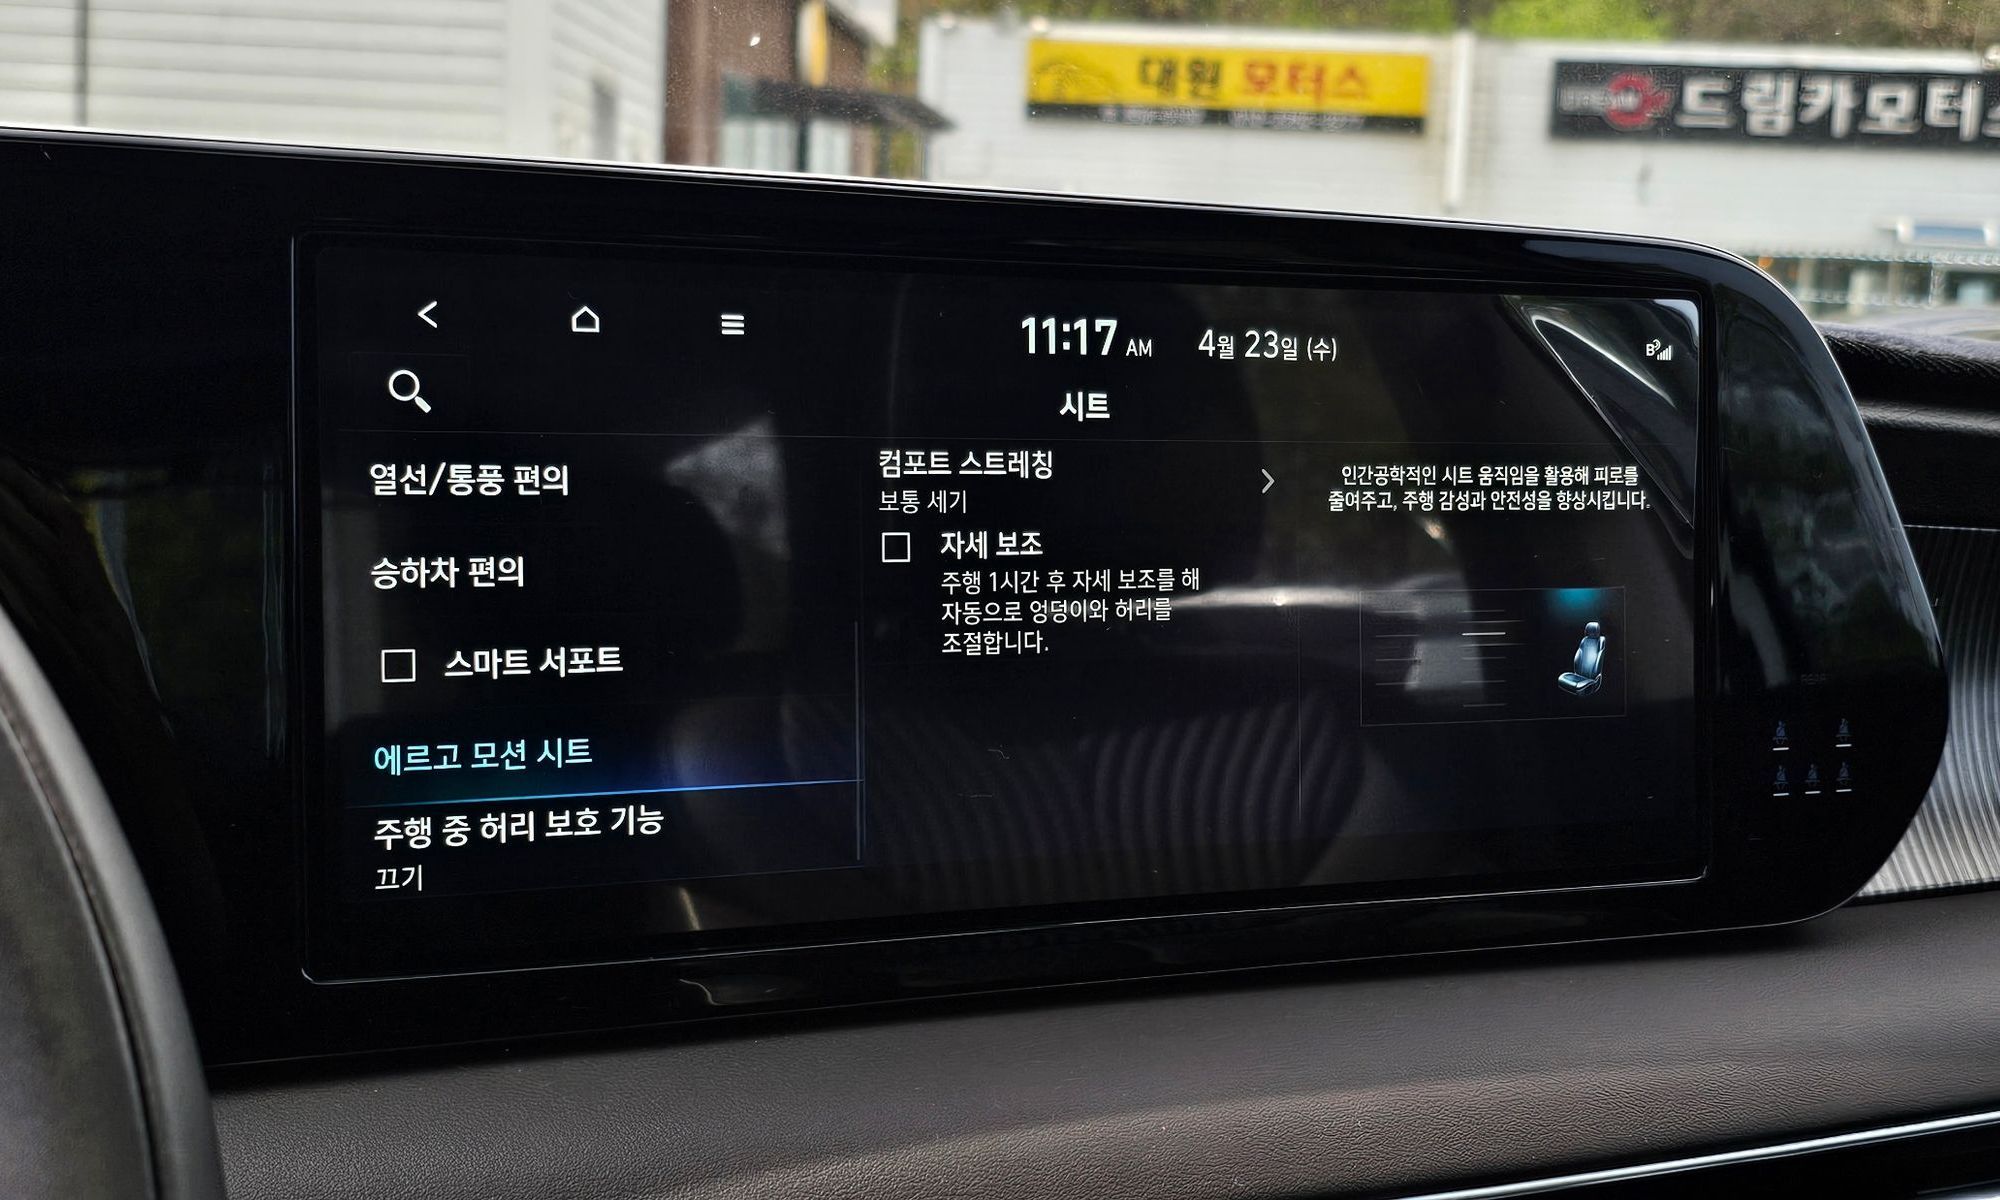 대원 모터스
드림카모터스
11:17 AM 4월 23일 (수)
시트
열선/통풍 편의
승하차 편의
스마트 서포트
에르고 모션 시트
주행 중 허리 보호 기능
끄기
컴포트 스트레칭
보통 세기
자세 보조
주행 1시간 후 자세 보조를 해
자동으로 엉덩이와 허리를
조절합니다.
인간공학적인 시트 움직임을 활용해 피로를
줄여주고, 주행 감성과 안전성을 향상시킵니다.
REAR